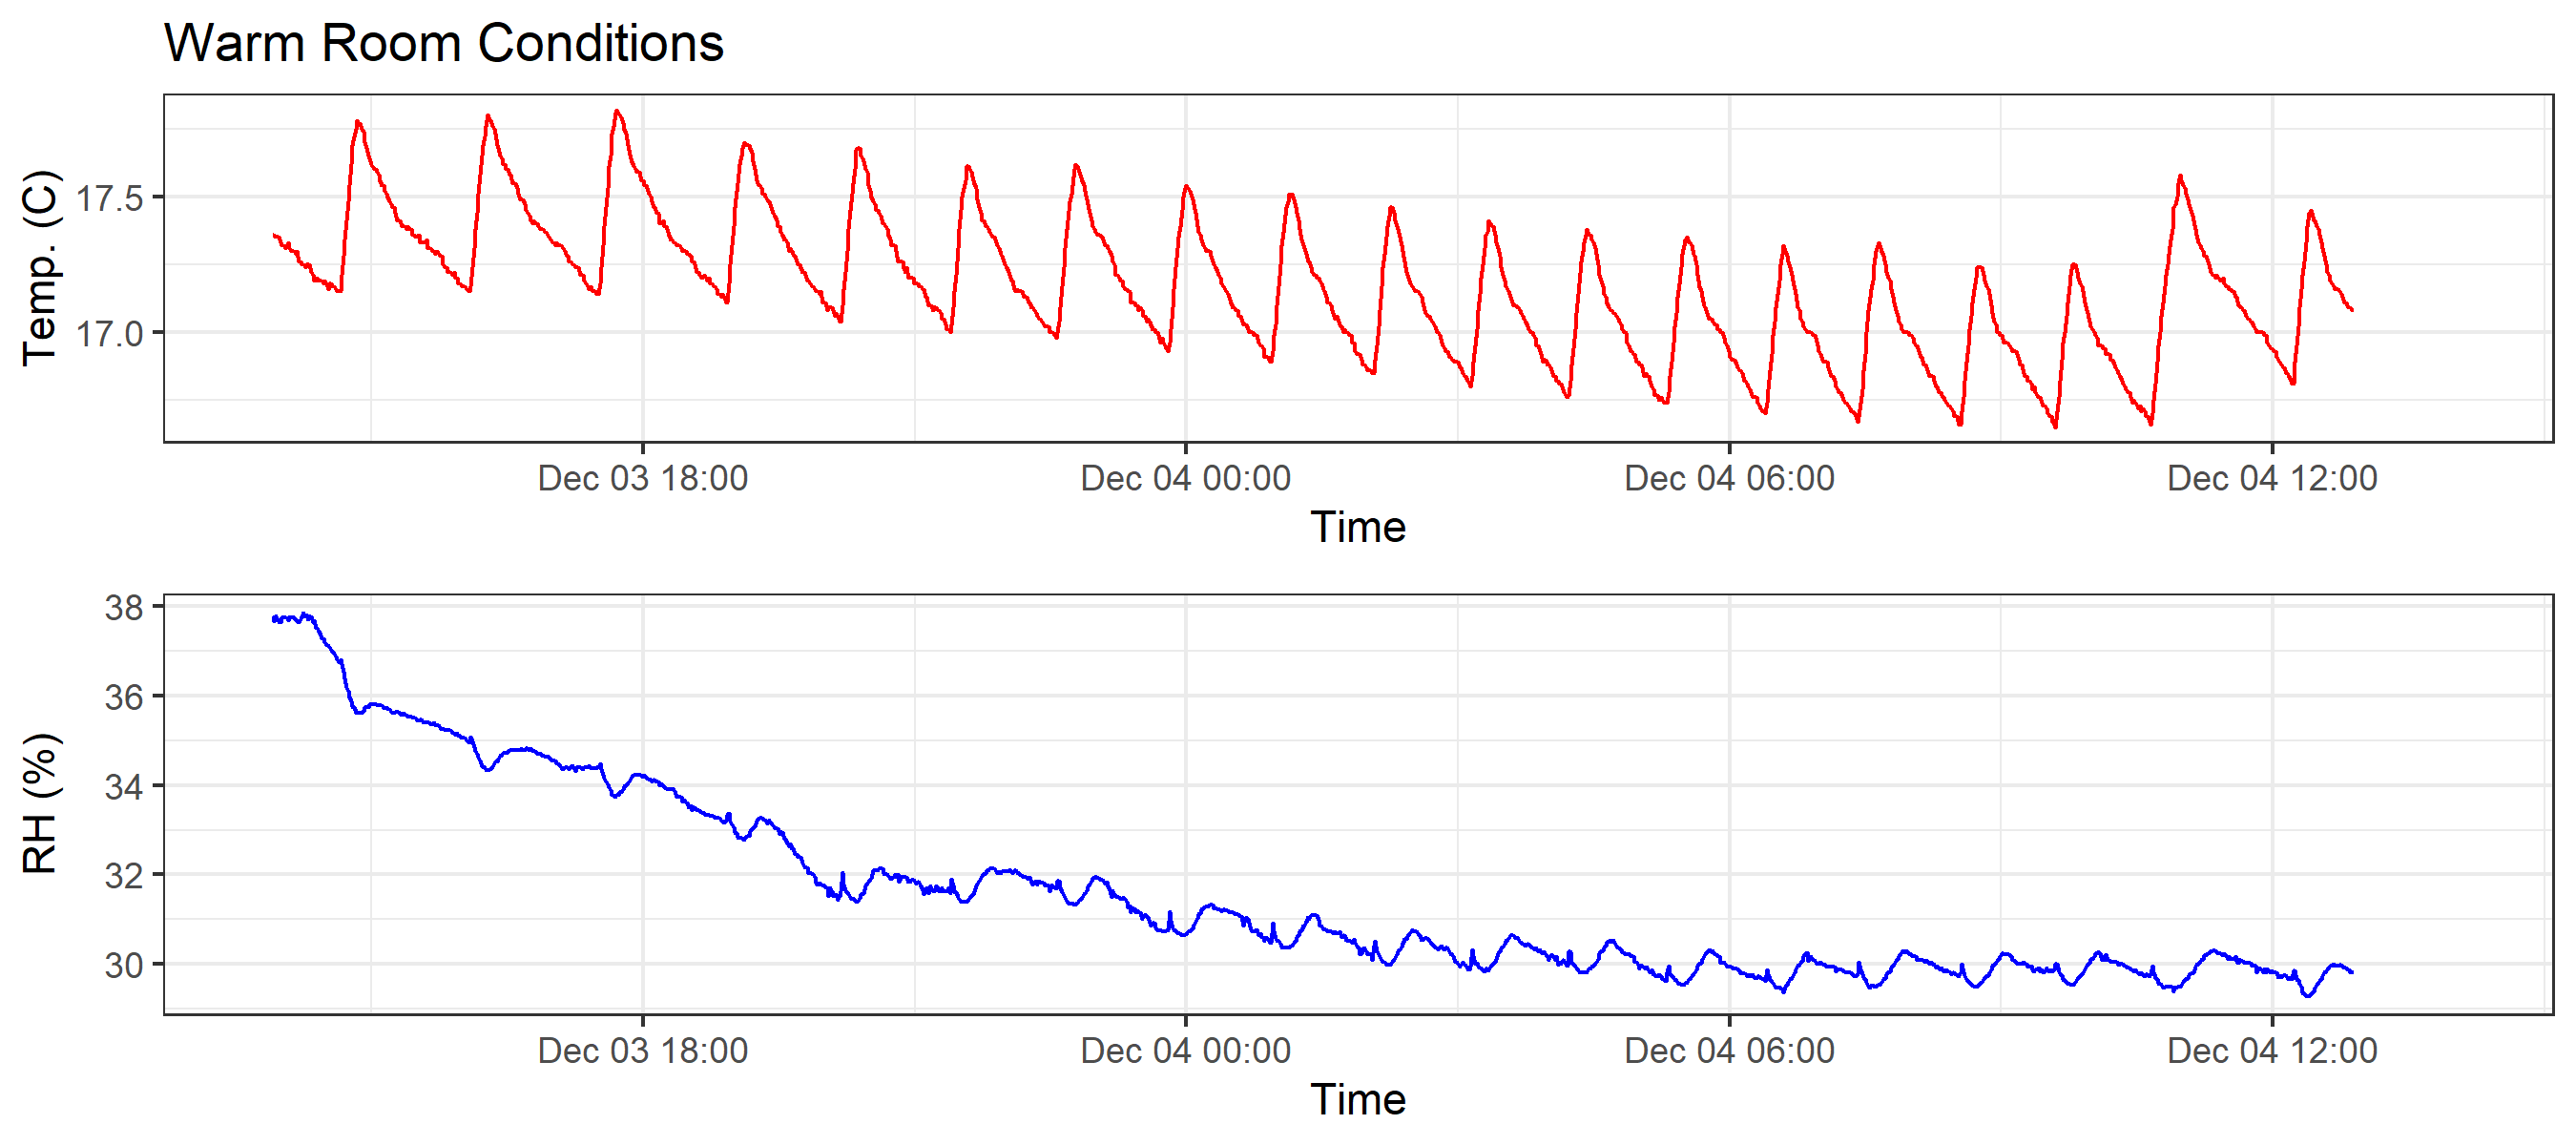 Warm Room Conditions
Temp. (C)
17.5
17.0
Dec 03 18:00 Dec 04 00:00 Dec 04 06:00 Dec 04 12:00
Time
RH (%)
38
36
34
32
30
Dec 03 18:00 Dec 04 00:00 Dec 04 06:00 Dec 04 12:00
Time